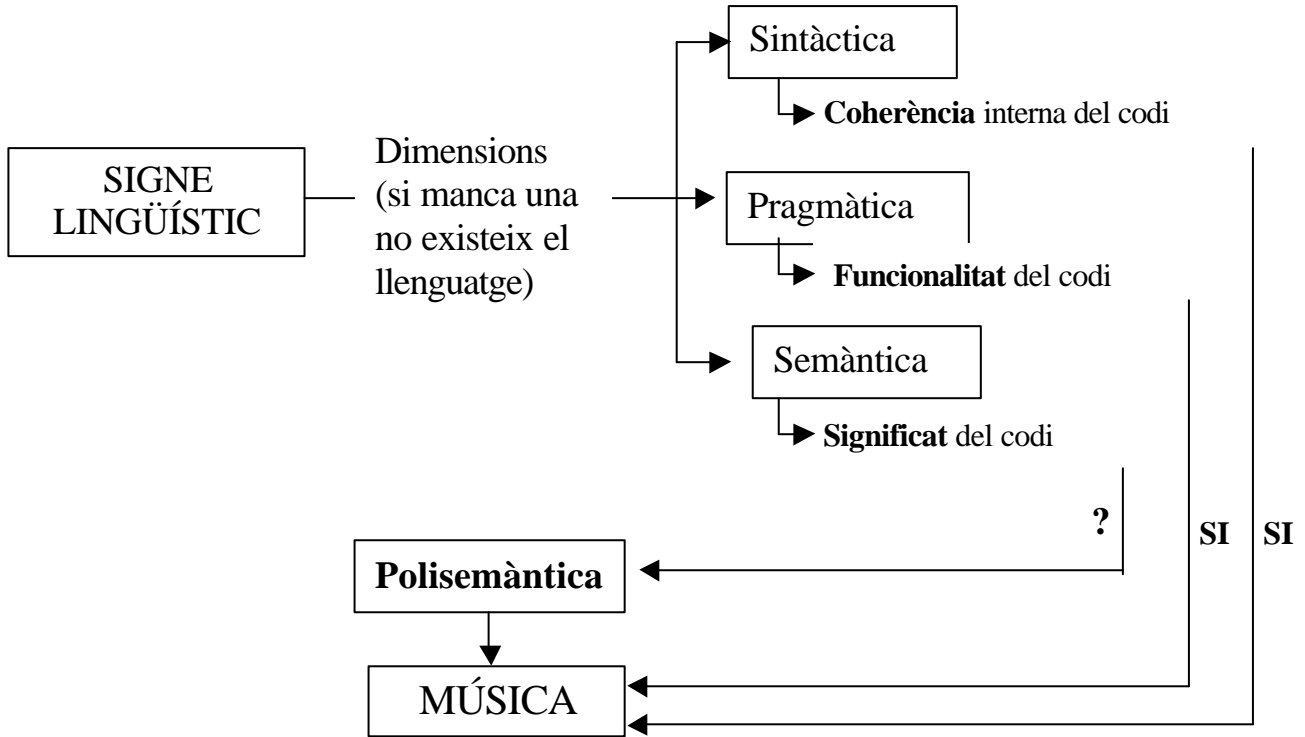 Sintàctica
Coherència interna del codi
SIGNE
LINGÜÍSTIC
Dimensions
(si manca una
no existeix el
llenguatge)
Pragmàtica
Funcionalitat del codi
Semàntica
Significat del codi
?
SI
SI
Polisemàntica
MÚSICA